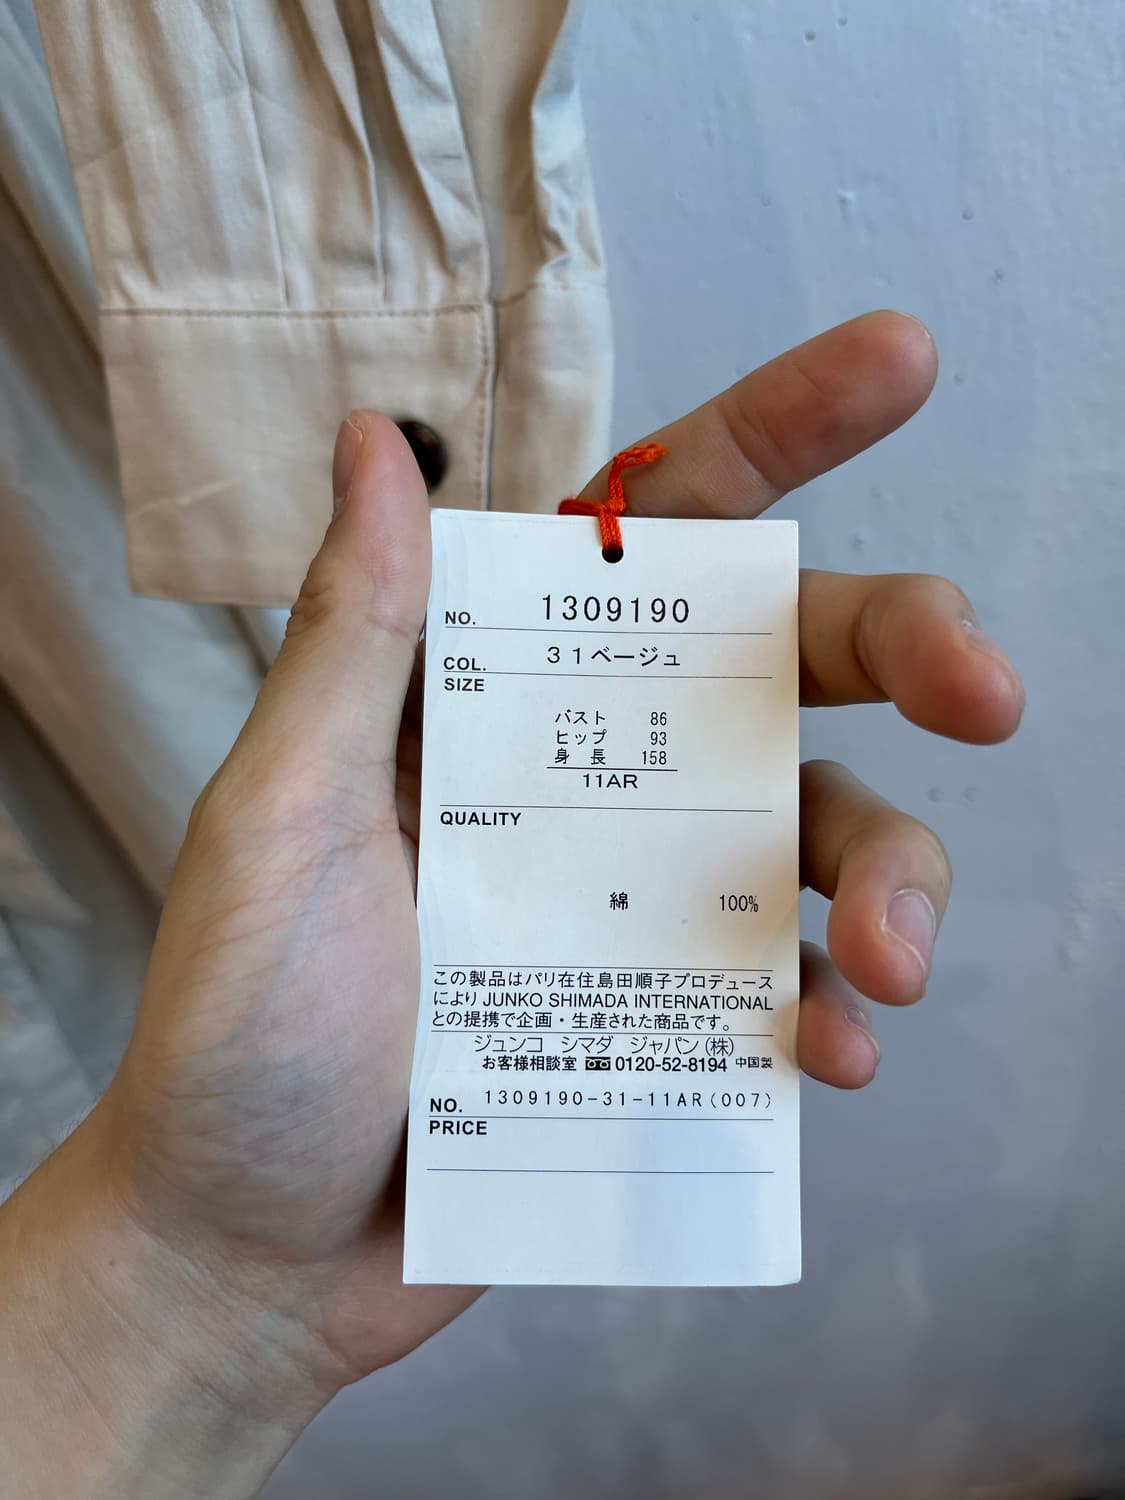 NO. 1309190
COL. 31ベージュ
SIZE
バスト 86
ヒップ 93
身長 158
11AR
QUALITY
綿 100%
この製品はパリ在住島田順子プロデュース
により JUNKO SHIMADA INTERNATIONAL
との提携で企画・生産された商品です。
ジュンコ シマダ ジャパン(株)
お客様相談室 0120-52-8194 中国製
NO. 1309190-31-11AR(007)
PRICE